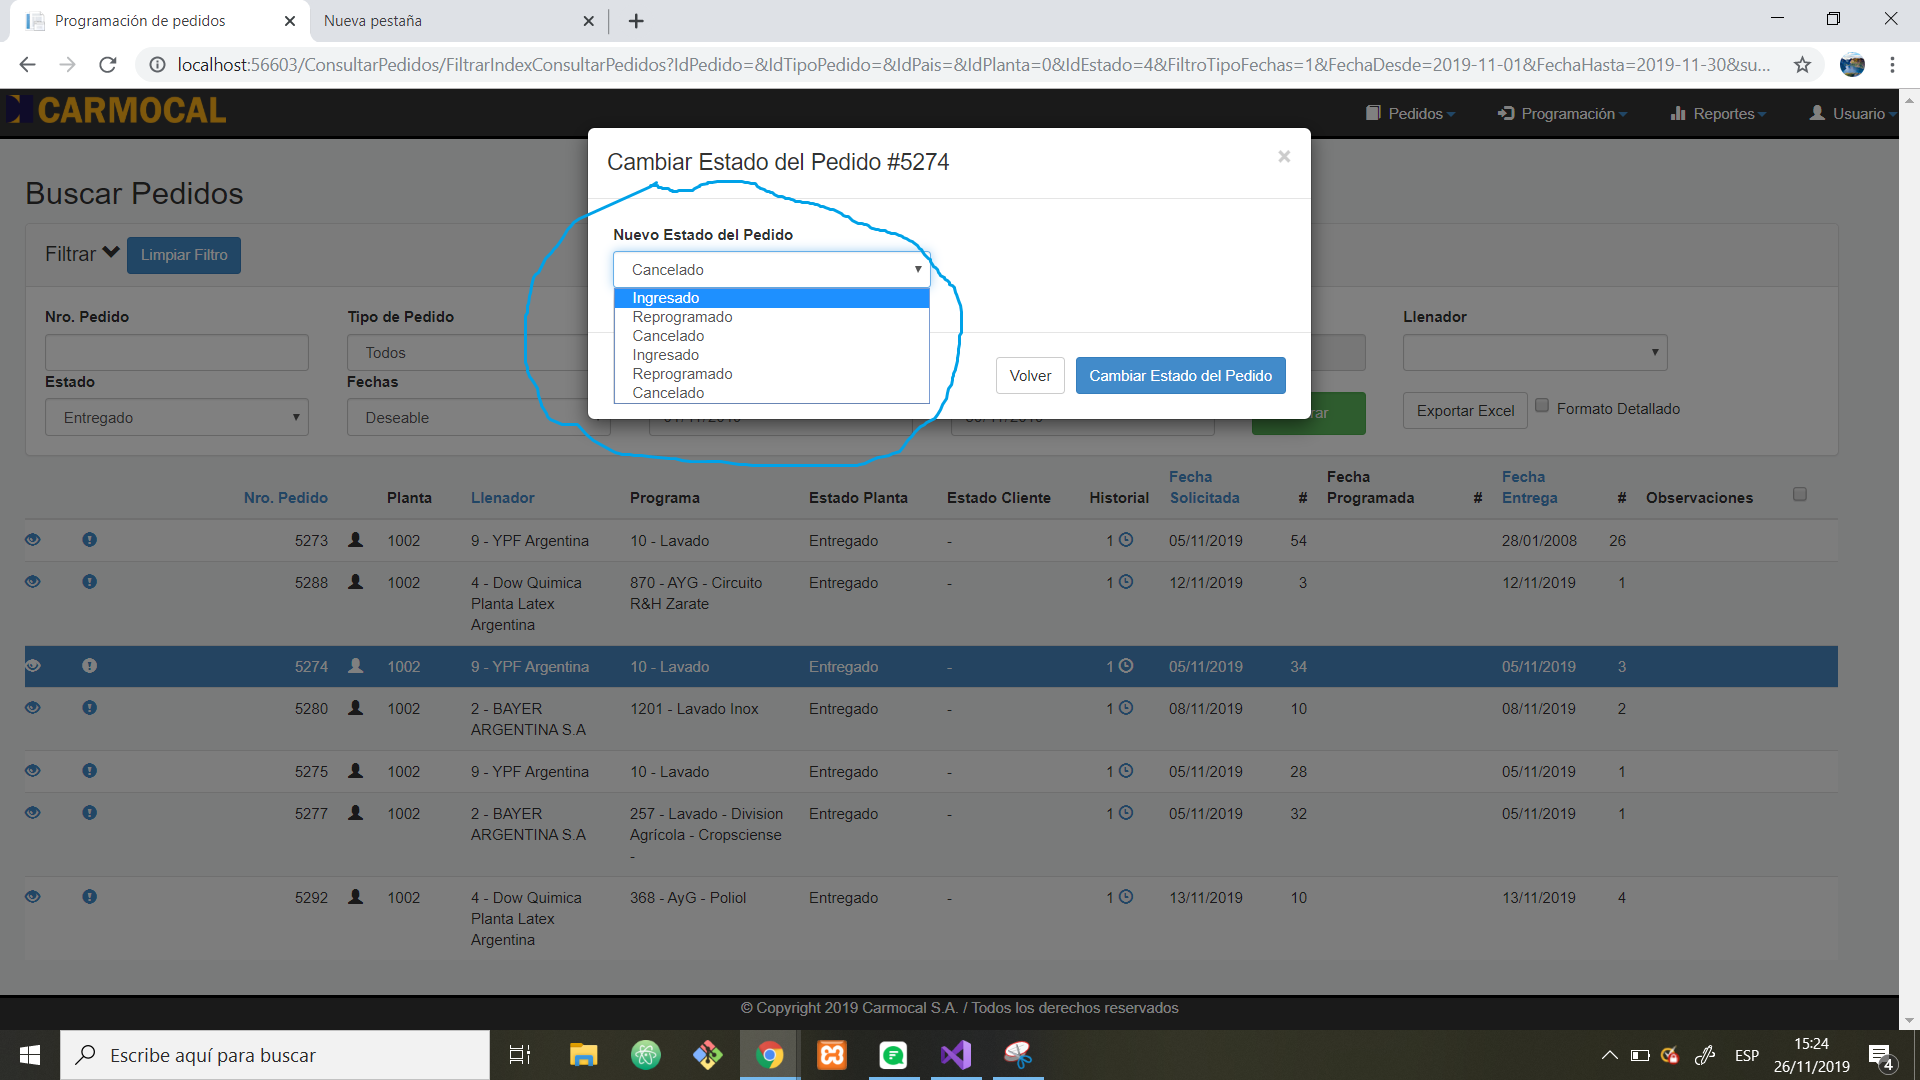 Programación de pedidos
Nueva pestaña
localhost:56603/ConsultarPedidos/FiltrarIndexConsultarPedidos?IdPedido=&IdTipoPedido=&IdPais=&IdPlanta=0&IdEstado=4&FiltroTipoFechas=1&FechaDesde=2019-11-01&FechaHasta=2019-11-30&su...
CARMOCAL
Pedidos
Programación
Reportes
Usuario
Cambiar Estado del Pedido #5274
×
Buscar Pedidos
Nuevo Estado del Pedido
Filtrar
Limpiar Filtro
Cancelado
Ingresado
Reprogramado
Cancelado
Ingresado
Reprogramado
Cancelado
Volver
Cambiar Estado del Pedido
Nro. Pedido
Tipo de Pedido
Llenador
Todos
Estado
Fechas
Entregado
Deseable
Exportar Excel
Formato Detallado
Nro. Pedido Planta Llenador Programa Estado Planta Estado Cliente Historial Fecha Solicitada # Fecha Programada # Fecha Entrega # Observaciones
5273 1002 9 - YPF Argentina 10 - Lavado Entregado - 1 05/11/2019 54 28/01/2008 26
5288 1002 4 - Dow Quimica Planta Latex Argentina 870 - AYG - Circuito R&H Zarate Entregado - 1 12/11/2019 3 12/11/2019 1
5274 1002 9 - YPF Argentina 10 - Lavado Entregado - 1 05/11/2019 34 05/11/2019 3
5280 1002 2 - BAYER ARGENTINA S.A 1201 - Lavado Inox Entregado - 1 08/11/2019 10 08/11/2019 2
5275 1002 9 - YPF Argentina 10 - Lavado Entregado - 1 05/11/2019 28 05/11/2019 1
5277 1002 2 - BAYER ARGENTINA S.A 257 - Lavado - Division Agrícola - Cropsciense - Entregado - 1 05/11/2019 32 05/11/2019 1
5292 1002 4 - Dow Quimica Planta Latex Argentina 368 - AyG - Poliol Entregado - 1 13/11/2019 10 13/11/2019 4
© Copyright 2019 Carmocal S.A. / Todos los derechos reservados
Escribe aquí para buscar
ESP
15:24
26/11/2019
4